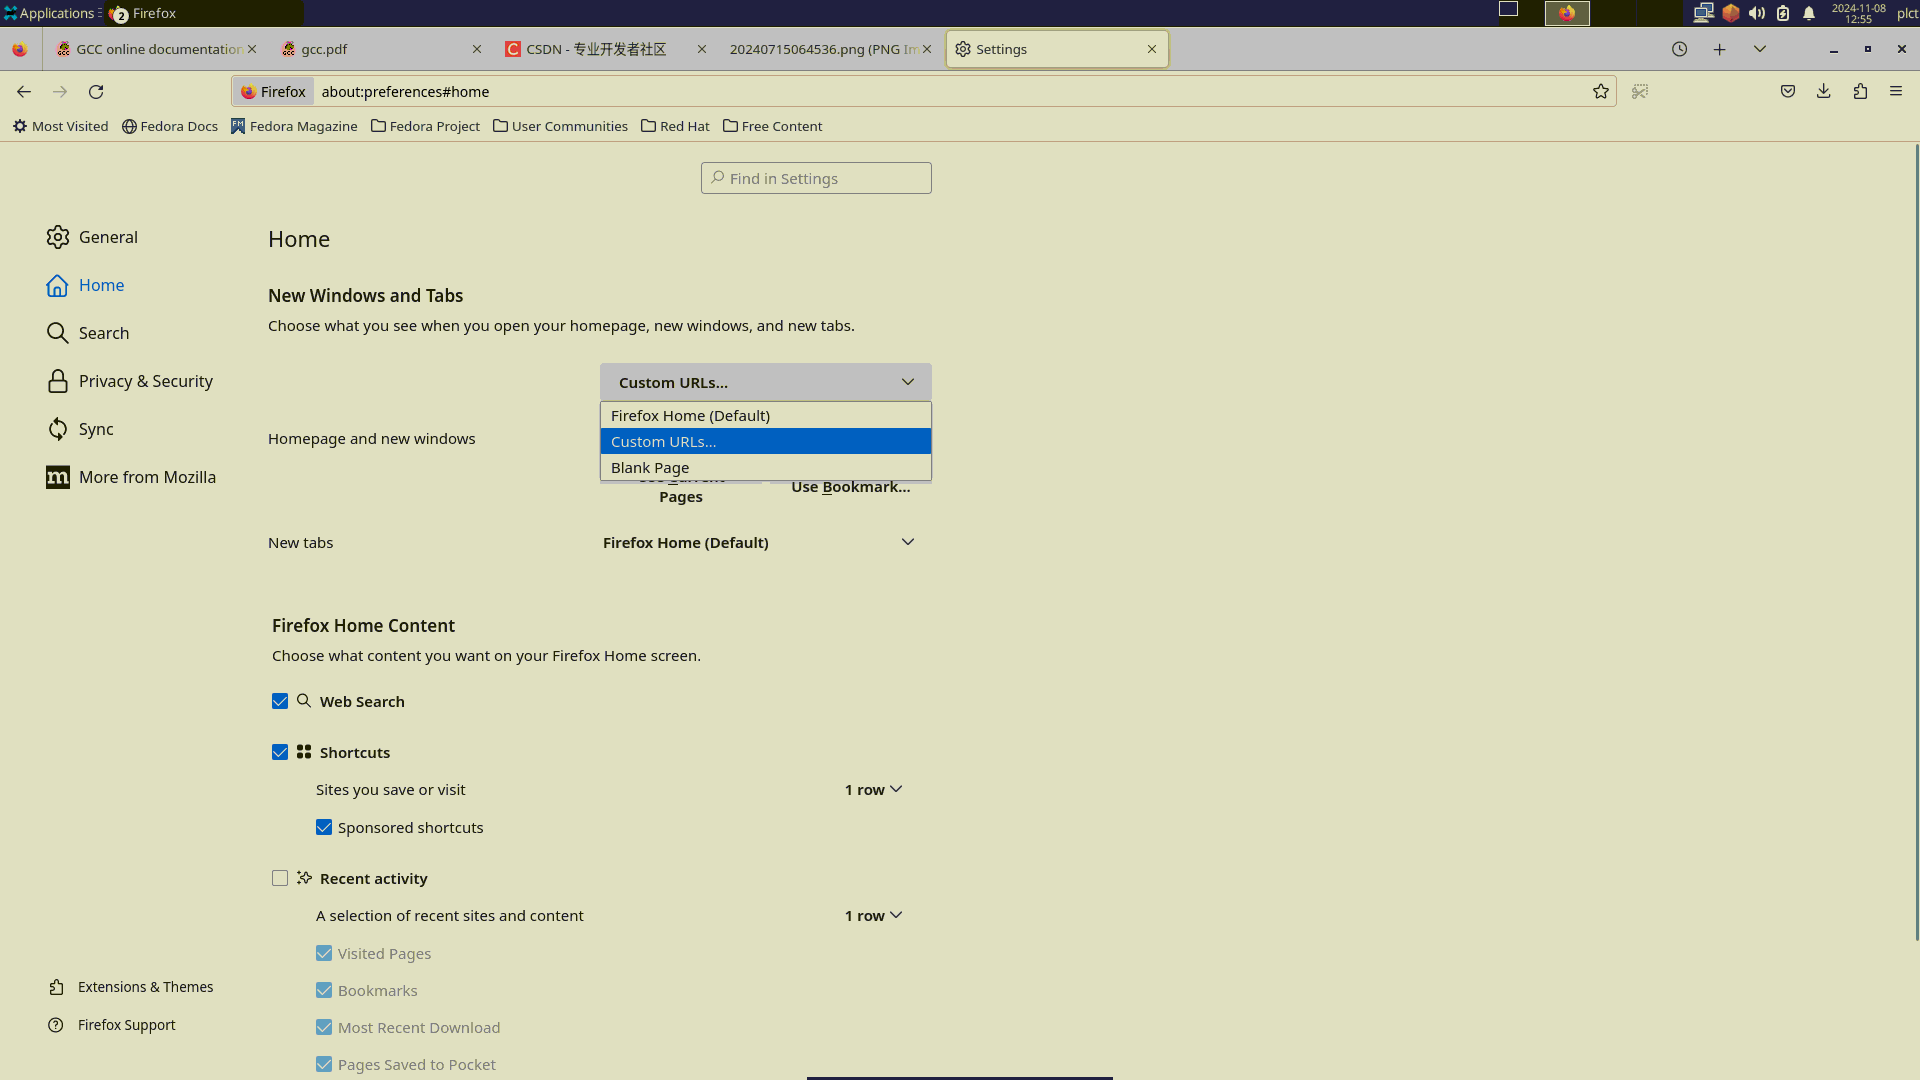 Applications
2 Firefox
2024-11-08
12:55
plct
GCC online documentation
gcc.pdf
CSDN - 专业开发者社区
20240715064536.png (PNG Im
Settings
Firefox
about:preferences#home
Most Visited
Fedora Docs
Fedora Magazine
Fedora Project
User Communities
Red Hat
Free Content
Find in Settings
General
Home
Search
Privacy & Security
Sync
More from Mozilla
Extensions & Themes
Firefox Support
Home
New Windows and Tabs
Choose what you see when you open your homepage, new windows, and new tabs.
Custom URLs...
Firefox Home (Default)
Custom URLs...
Blank Page
Homepage and new windows
Pages
Use Bookmark...
New tabs
Firefox Home (Default)
Firefox Home Content
Choose what content you want on your Firefox Home screen.
Web Search
Shortcuts
Sites you save or visit
1 row
Sponsored shortcuts
Recent activity
A selection of recent sites and content
1 row
Visited Pages
Bookmarks
Most Recent Download
Pages Saved to Pocket